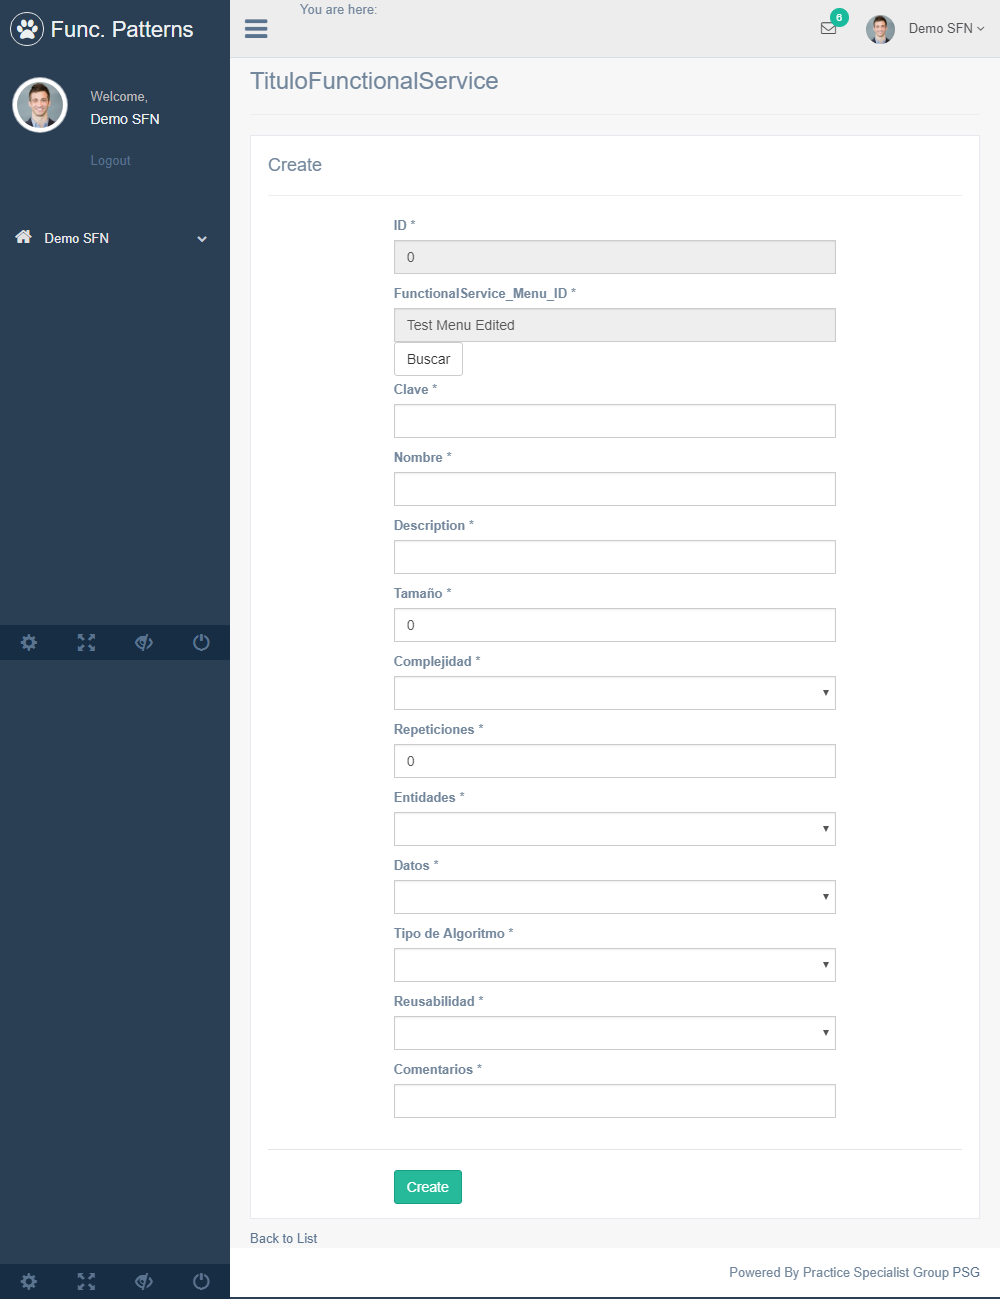 Func. Patterns
Welcome,
Demo SFN
Logout
Demo SFN
You are here:
6
Demo SFN
TituloFunctionalService
Create
ID *
0
FunctionalService_Menu_ID *
Test Menu Edited
Buscar
Clave *
Nombre *
Description *
Tamaño *
0
Complejidad *
Repeticiones *
0
Entidades *
Datos *
Tipo de Algoritmo *
Reusabilidad *
Comentarios *
Create
Back to List
Powered By Practice Specialist Group PSG